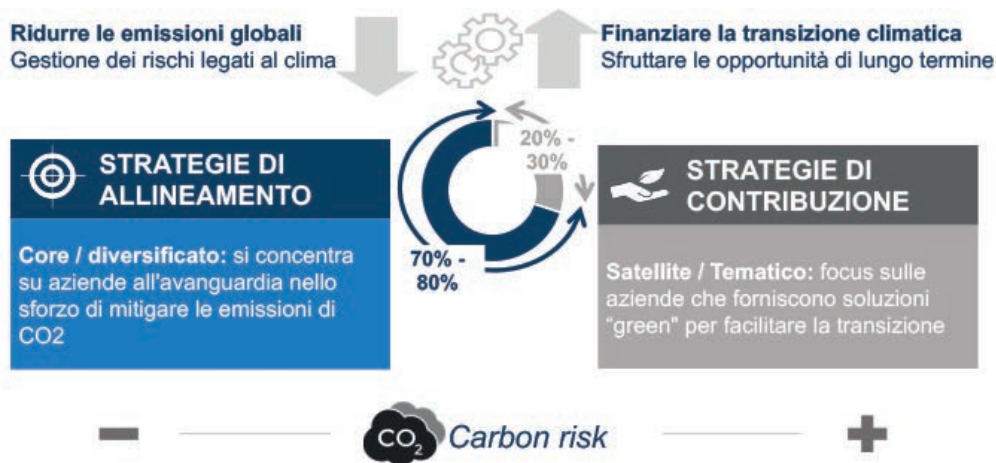 Ridurre le emissioni globali
Gestione dei rischi legati al clima
Finanziare la transizione climatica
Sfruttare le opportunità di lungo termine
STRATEGIE DI
ALLINEAMENTO
Core / diversificato: si concentra
su aziende all'avanguardia nello
sforzo di mitigare le emissioni di
CO2
20% -
30%
70% -
80%
STRATEGIE DI
CONTRIBUZIONE
Satellite / Tematico: focus sulle
aziende che forniscono soluzioni
“green" per facilitare la transizione
CO2 Carbon risk